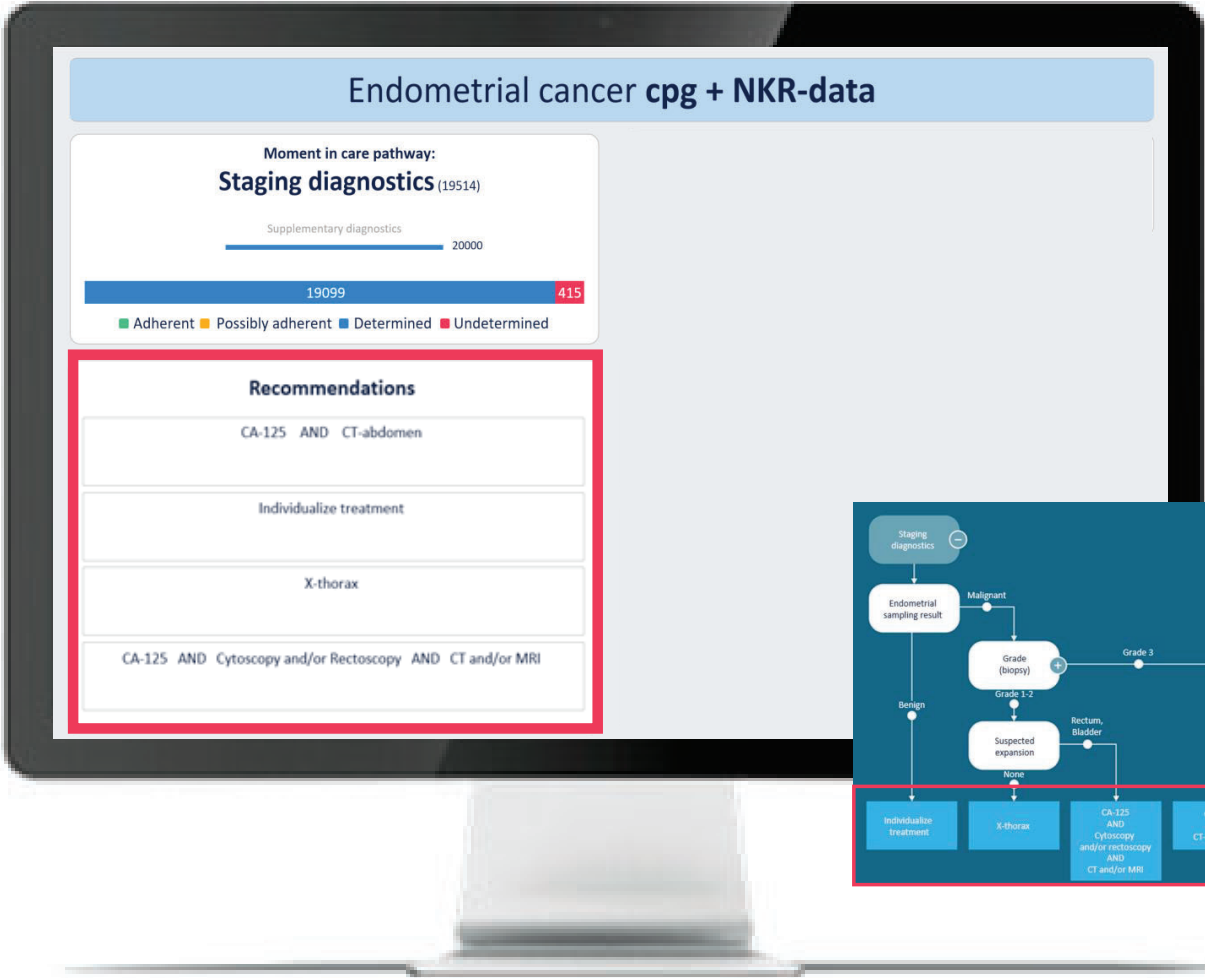 Endometrial cancer cpg + NKR-data
Moment in care pathway:
Staging diagnostics (19514)
Supplementary diagnostics
20000
19099
415
Adherent Possibly adherent Determined Undetermined
Recommendations
CA-125 AND CT-abdomen
Individualize treatment
X-thorax
CA-125 AND Cytoscopy and/or Rectoscopy AND CT and/or MRI
Staging
diagnostics
Endometrial
sampling result
Malignant
Grade
(biopsy)
Grade 3
Benign
Grade 1-2
Suspected
expansion
Rectum,
Bladder
None
Individualize
treatment
X-thorax
CA-125
AND
Cytoscopy
and/or rectoscopy
AND
CT and/or MRI
CT-